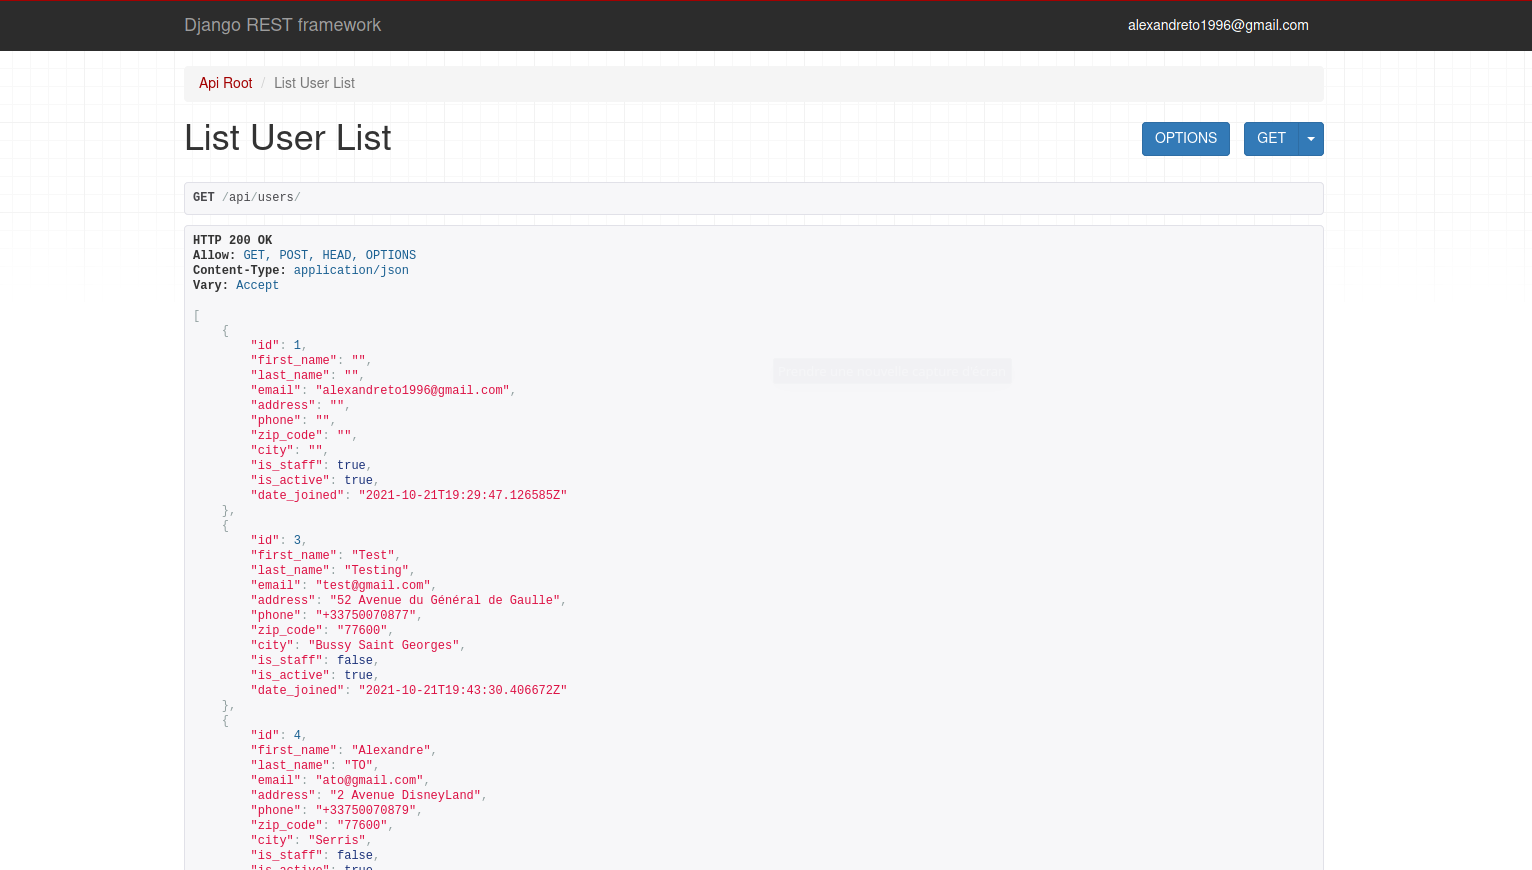 Django REST framework
alexandreto1996@gmail.com
Api Root / List User List
List User List
OPTIONS
GET
GET /api/users/
HTTP 200 OK
Allow: GET, POST, HEAD, OPTIONS
Content-Type: application/json
Vary: Accept
[
    {
        "id": 1,
        "first_name": "",
        "last_name": "",
        "email": "alexandreto1996@gmail.com",
        "address": "",
        "phone": "",
        "zip_code": "",
        "city": "",
        "is_staff": true,
        "is_active": true,
        "date_joined": "2021-10-21T19:29:47.126585Z"
    },
    {
        "id": 3,
        "first_name": "Test",
        "last_name": "Testing",
        "email": "test@gmail.com",
        "address": "52 Avenue du Général de Gaulle",
        "phone": "+33750070877",
        "zip_code": "77600",
        "city": "Bussy Saint Georges",
        "is_staff": false,
        "is_active": true,
        "date_joined": "2021-10-21T19:43:30.406672Z"
    },
    {
        "id": 4,
        "first_name": "Alexandre",
        "last_name": "TO",
        "email": "ato@gmail.com",
        "address": "2 Avenue DisneyLand",
        "phone": "+33750070879",
        "zip_code": "77600",
        "city": "Serris",
        "is_staff": false,
        "is_active": true